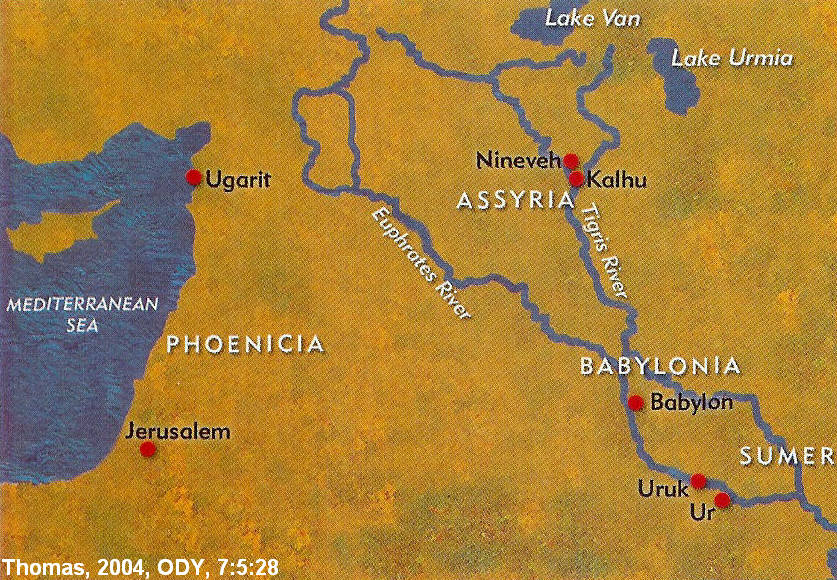 Lake Van
Lake Urmia
Nineveh
Kalhu
Ugarit
ASSYRIA
Tigris River
Euphrates River
MEDITERRANEAN
SEA
PHOENICIA
BABYLONIA
Babylon
Jerusalem
SUMER
Uruk
Ur
Thomas, 2004, ODY, 7:5:28